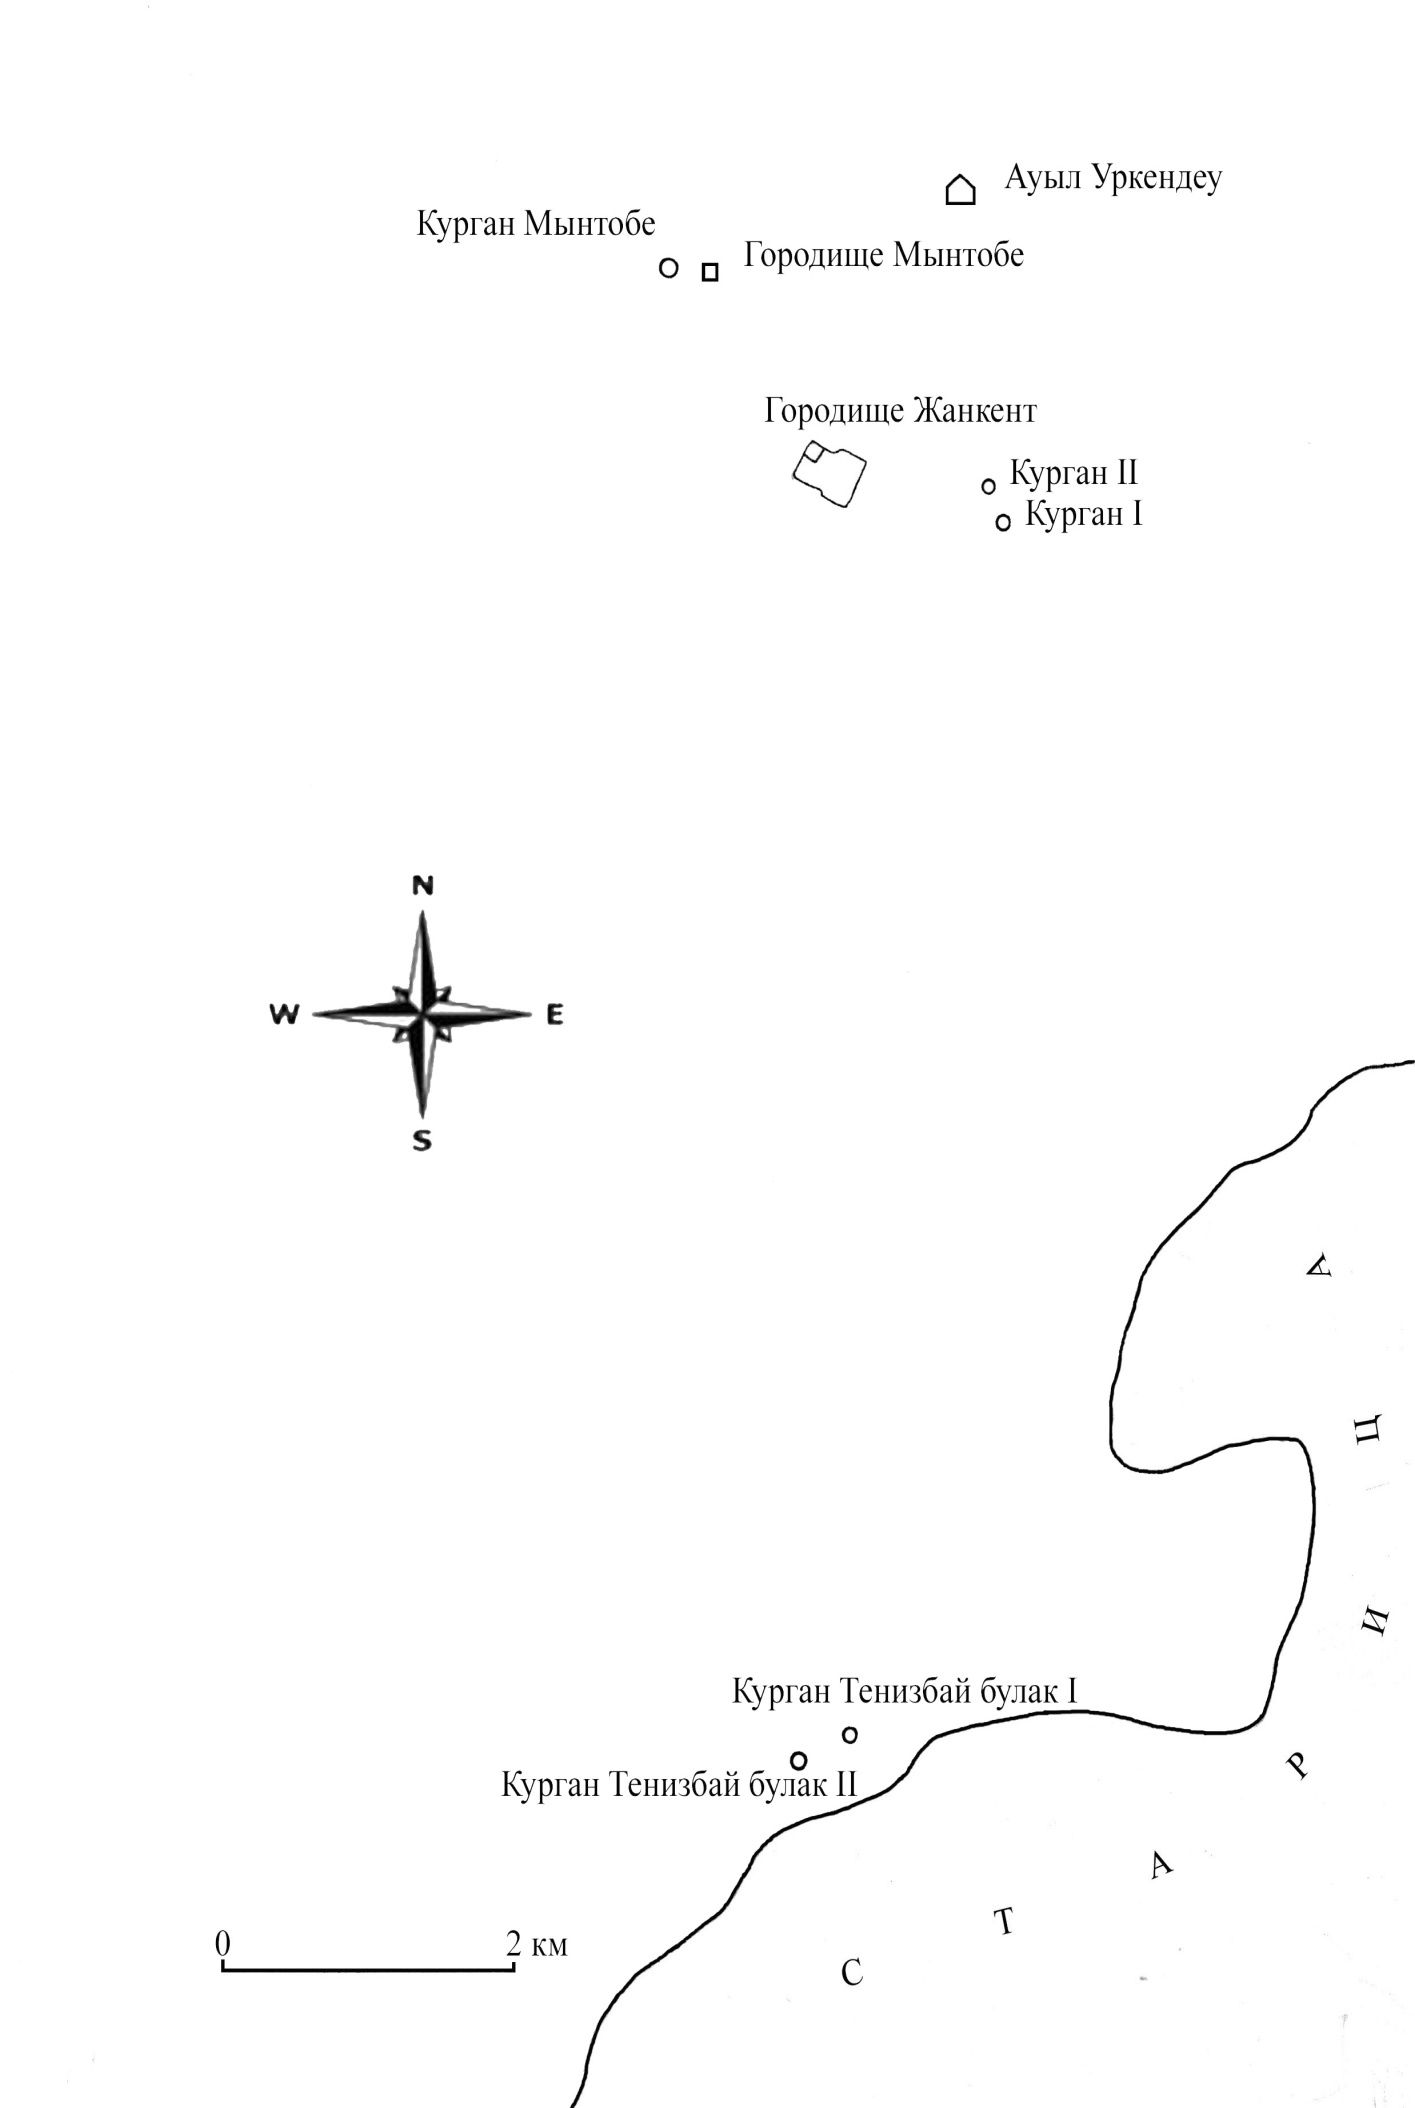 Ауыл Уркендеу
Курган Мынтобе
Городище Мынтобе
Городище Жанкент
Курган II
Курган I
N
W
E
S
Курган Тенизбай булак I
Курган Тенизбай булак II
СТАРИЦА
0
2 км